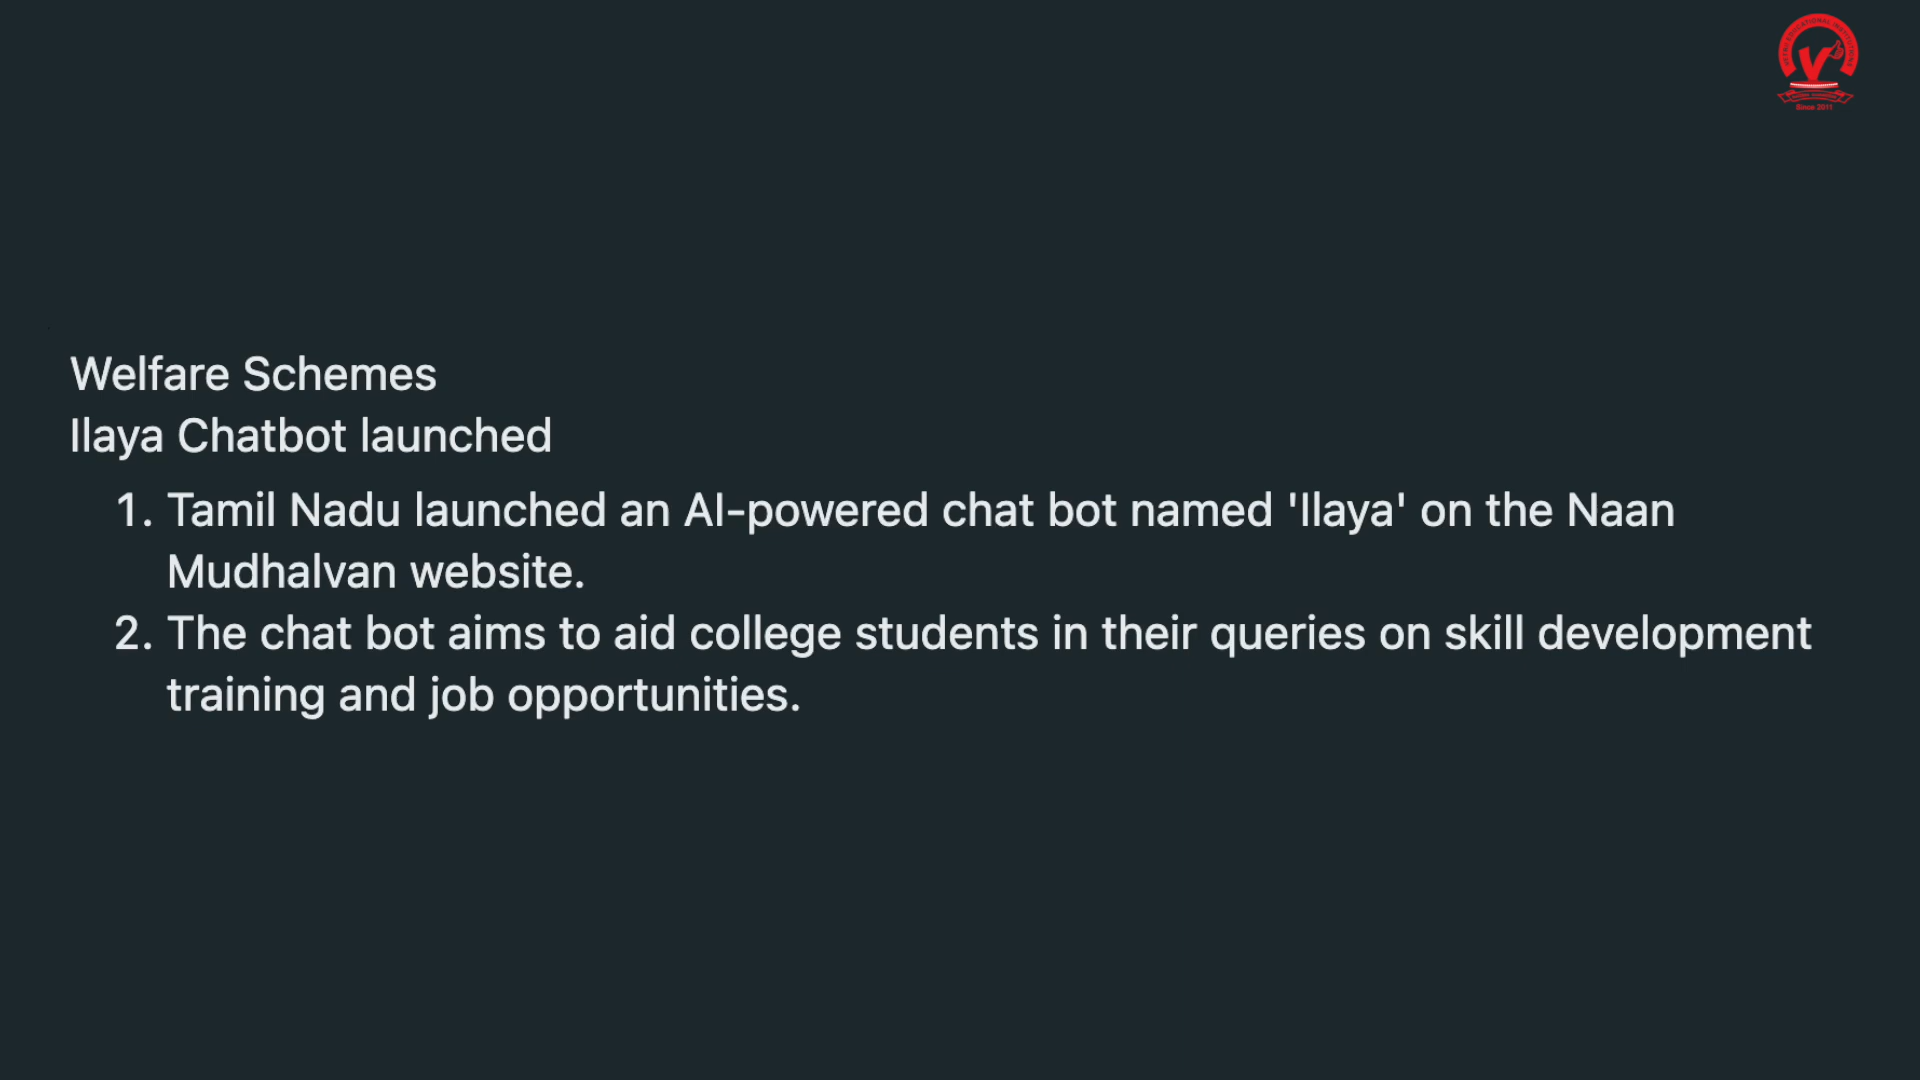 Welfare Schemes
Ilaya Chatbot launched
1. Tamil Nadu launched an AI-powered chat bot named 'Ilaya' on the Naan
Mudhalvan website.
2. The chat bot aims to aid college students in their queries on skill development
training and job opportunities.
Since 2011